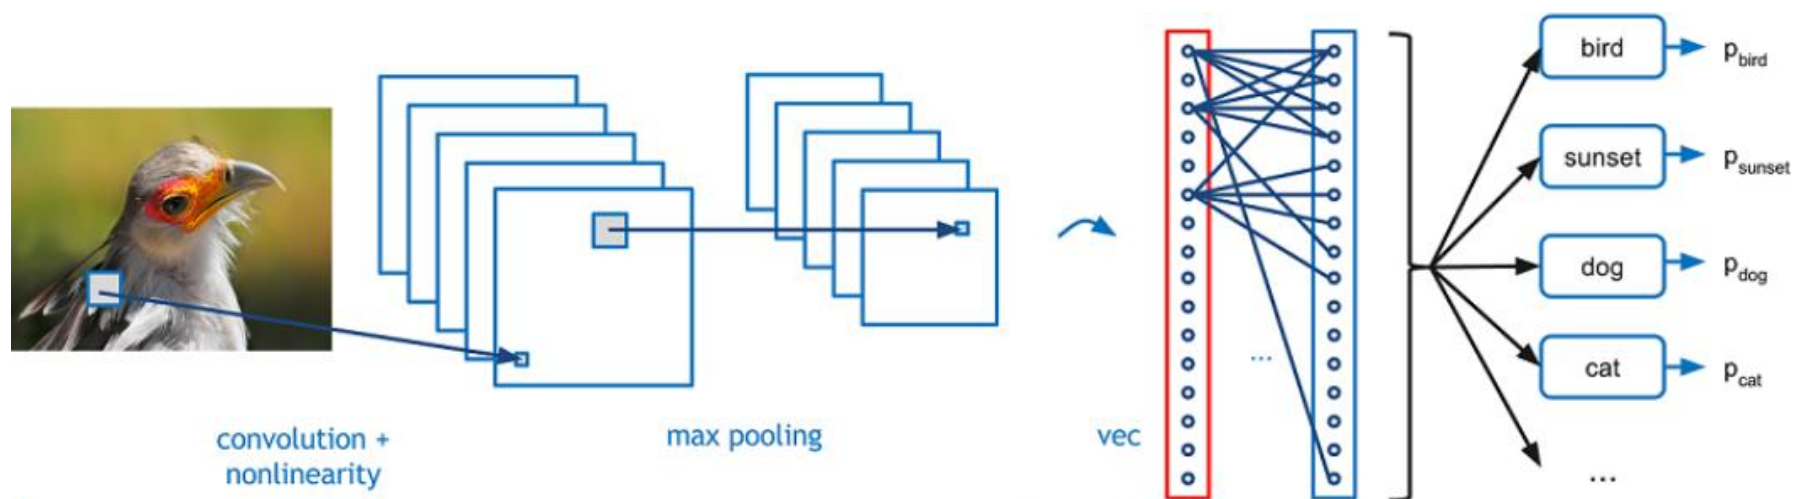 convolution +
nonlinearity
max pooling
vec
...
bird
p_bird
sunset
p_sunset
dog
p_dog
cat
p_cat
...